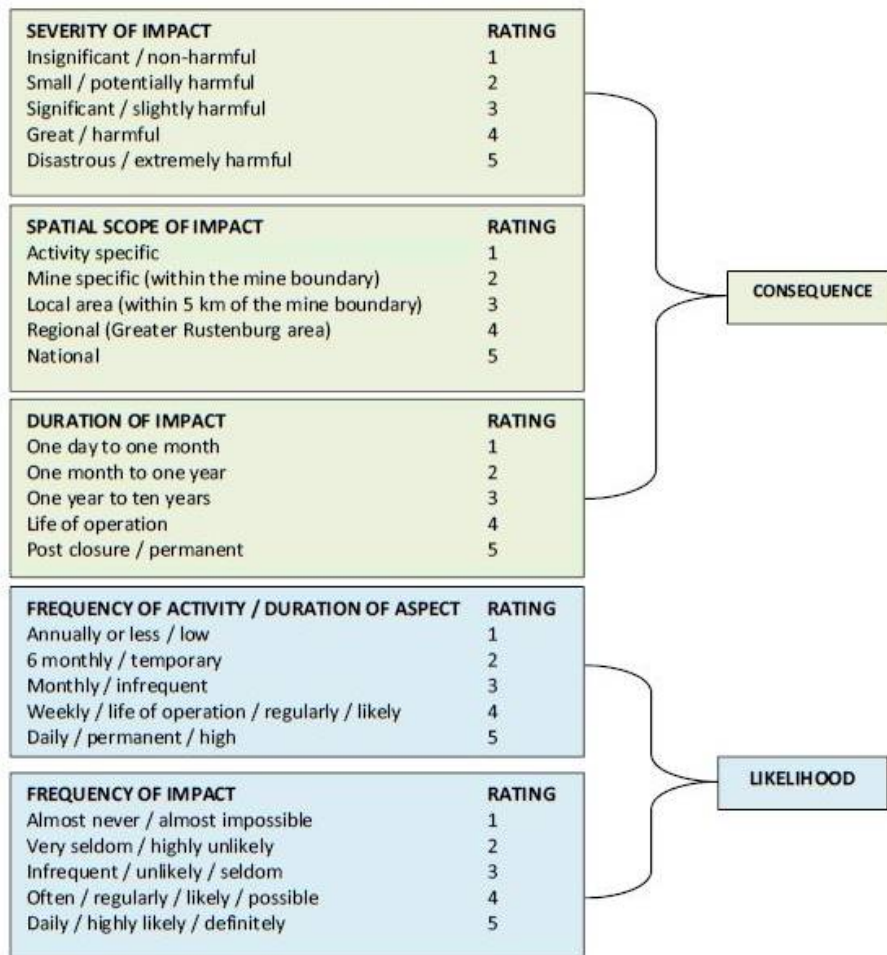 SEVERITY OF IMPACT RATING
Insignificant / non-harmful 1
Small / potentially harmful 2
Significant / slightly harmful 3
Great / harmful 4
Disastrous / extremely harmful 5
SPATIAL SCOPE OF IMPACT RATING
Activity specific 1
Mine specific (within the mine boundary) 2
Local area (within 5 km of the mine boundary) 3
Regional (Greater Rustenburg area) 4
National 5
CONSEQUENCE
DURATION OF IMPACT RATING
One day to one month 1
One month to one year 2
One year to ten years 3
Life of operation 4
Post closure / permanent 5
FREQUENCY OF ACTIVITY / DURATION OF ASPECT RATING
Annually or less / low 1
6 monthly / temporary 2
Monthly / infrequent 3
Weekly / life of operation / regularly / likely 4
Daily / permanent / high 5
LIKELIHOOD
FREQUENCY OF IMPACT RATING
Almost never / almost impossible 1
Very seldom / highly unlikely 2
Infrequent / unlikely / seldom 3
Often / regularly / likely / possible 4
Daily / highly likely / definitely 5